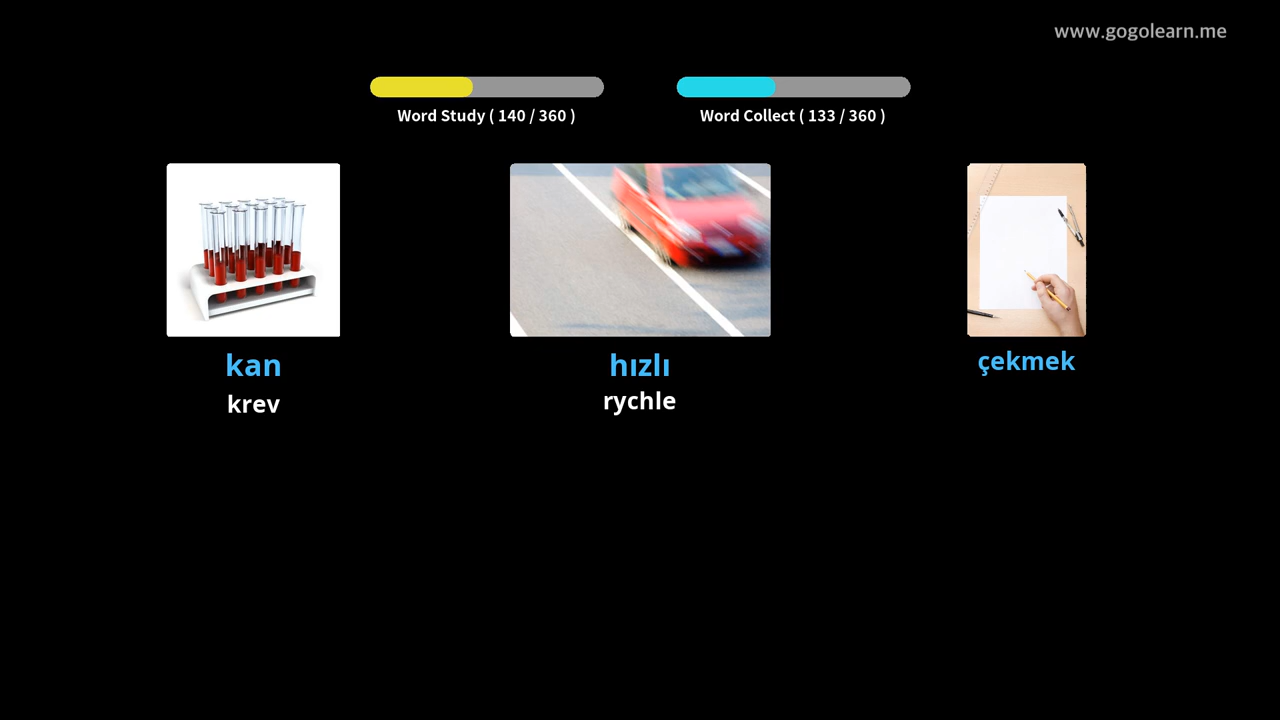 www.gogolearn.me
Word Study ( 140 / 360 )
Word Collect ( 133 / 360 )
kan
krev
hızlı
rychle
çekmek